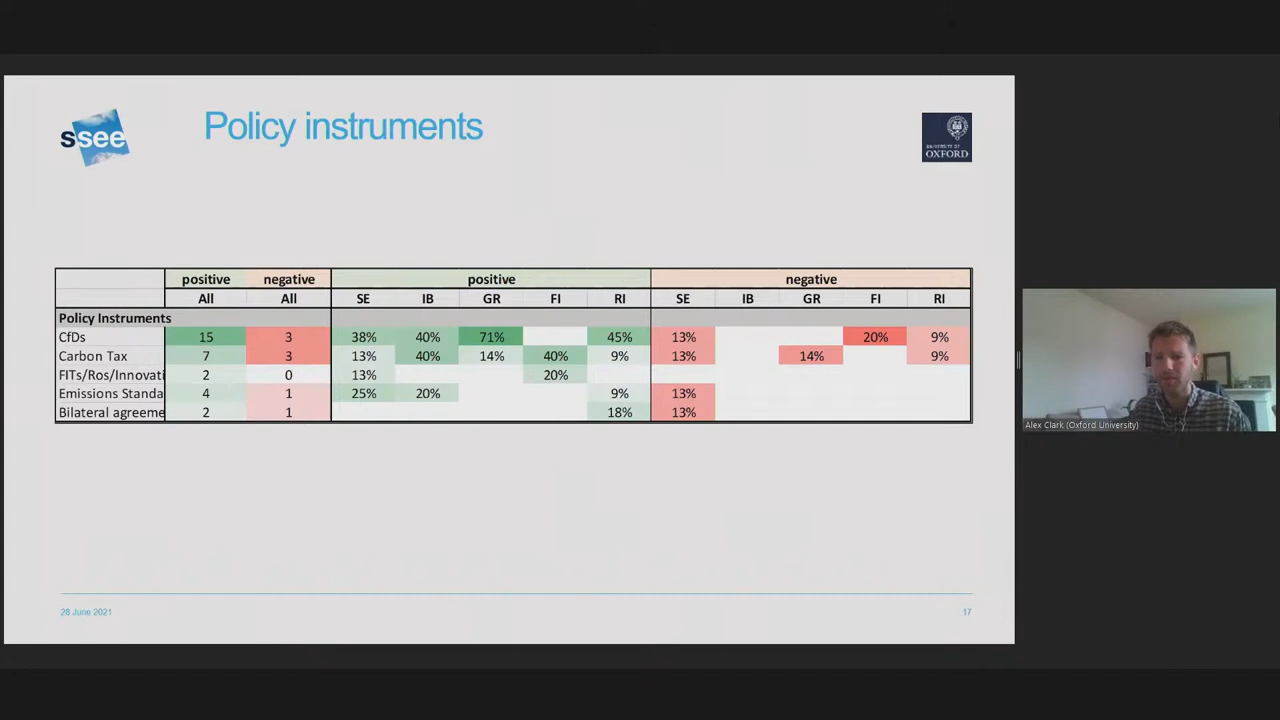 ssee
Policy instruments
UNIVERSITY OF
OXFORD
positive negative positive negative
All All SE IB GR FI RI SE IB GR FI RI
Policy Instruments
CfDs 15 3 38% 40% 71% 45% 13% 20% 9%
Carbon Tax 7 3 13% 40% 14% 40% 9% 13% 14% 9%
FITs/Ros/Innovati 2 0 13% 20%
Emissions Standa 4 1 25% 20% 9% 13%
Bilateral agreeme 2 1 18% 13%
Alex Clark (Oxford University)
28 June 2021
17